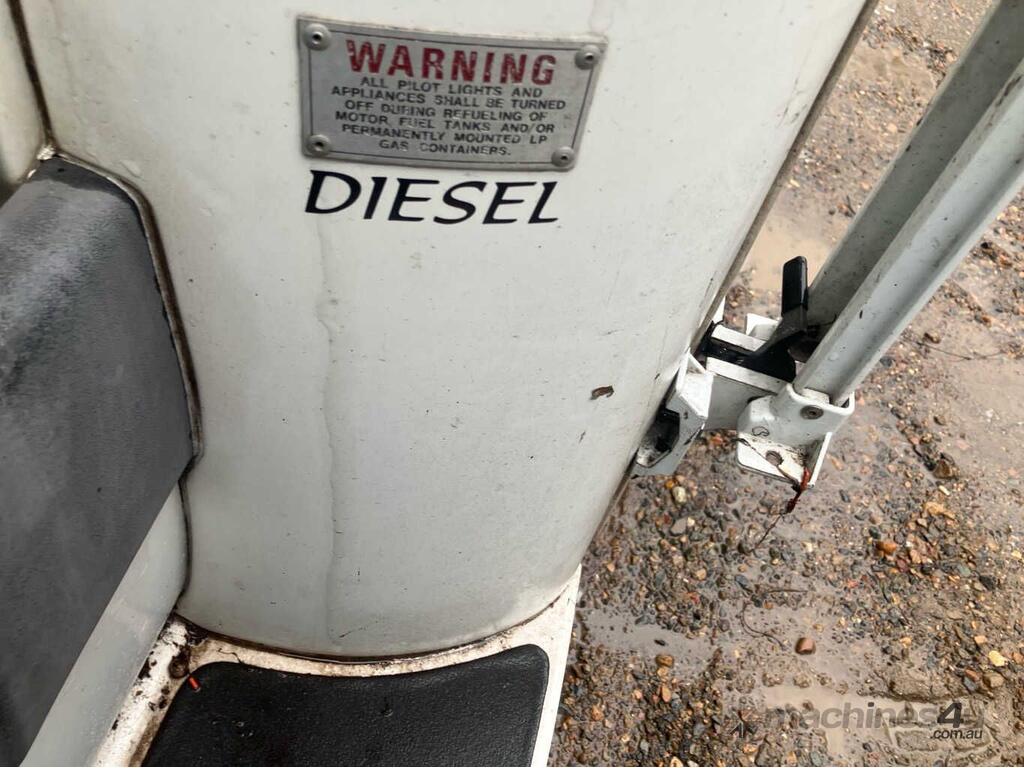 WARNING
ALL PILOT LIGHTS AND
APPLIANCES SHALL BE TURNED
OFF DURING REFUELING OF
MOTOR FUEL TANKS AND/OR
PERMANENTLY MOUNTED LP
GAS CONTAINERS.
DIESEL
machines4u
.com.au